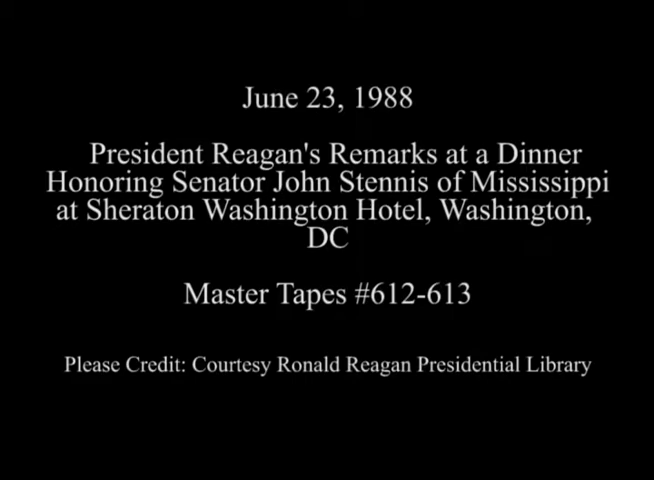 June 23, 1988
President Reagan's Remarks at a Dinner
Honoring Senator John Stennis of Mississippi
at Sheraton Washington Hotel, Washington,
DC
Master Tapes #612-613
Please Credit: Courtesy Ronald Reagan Presidential Library